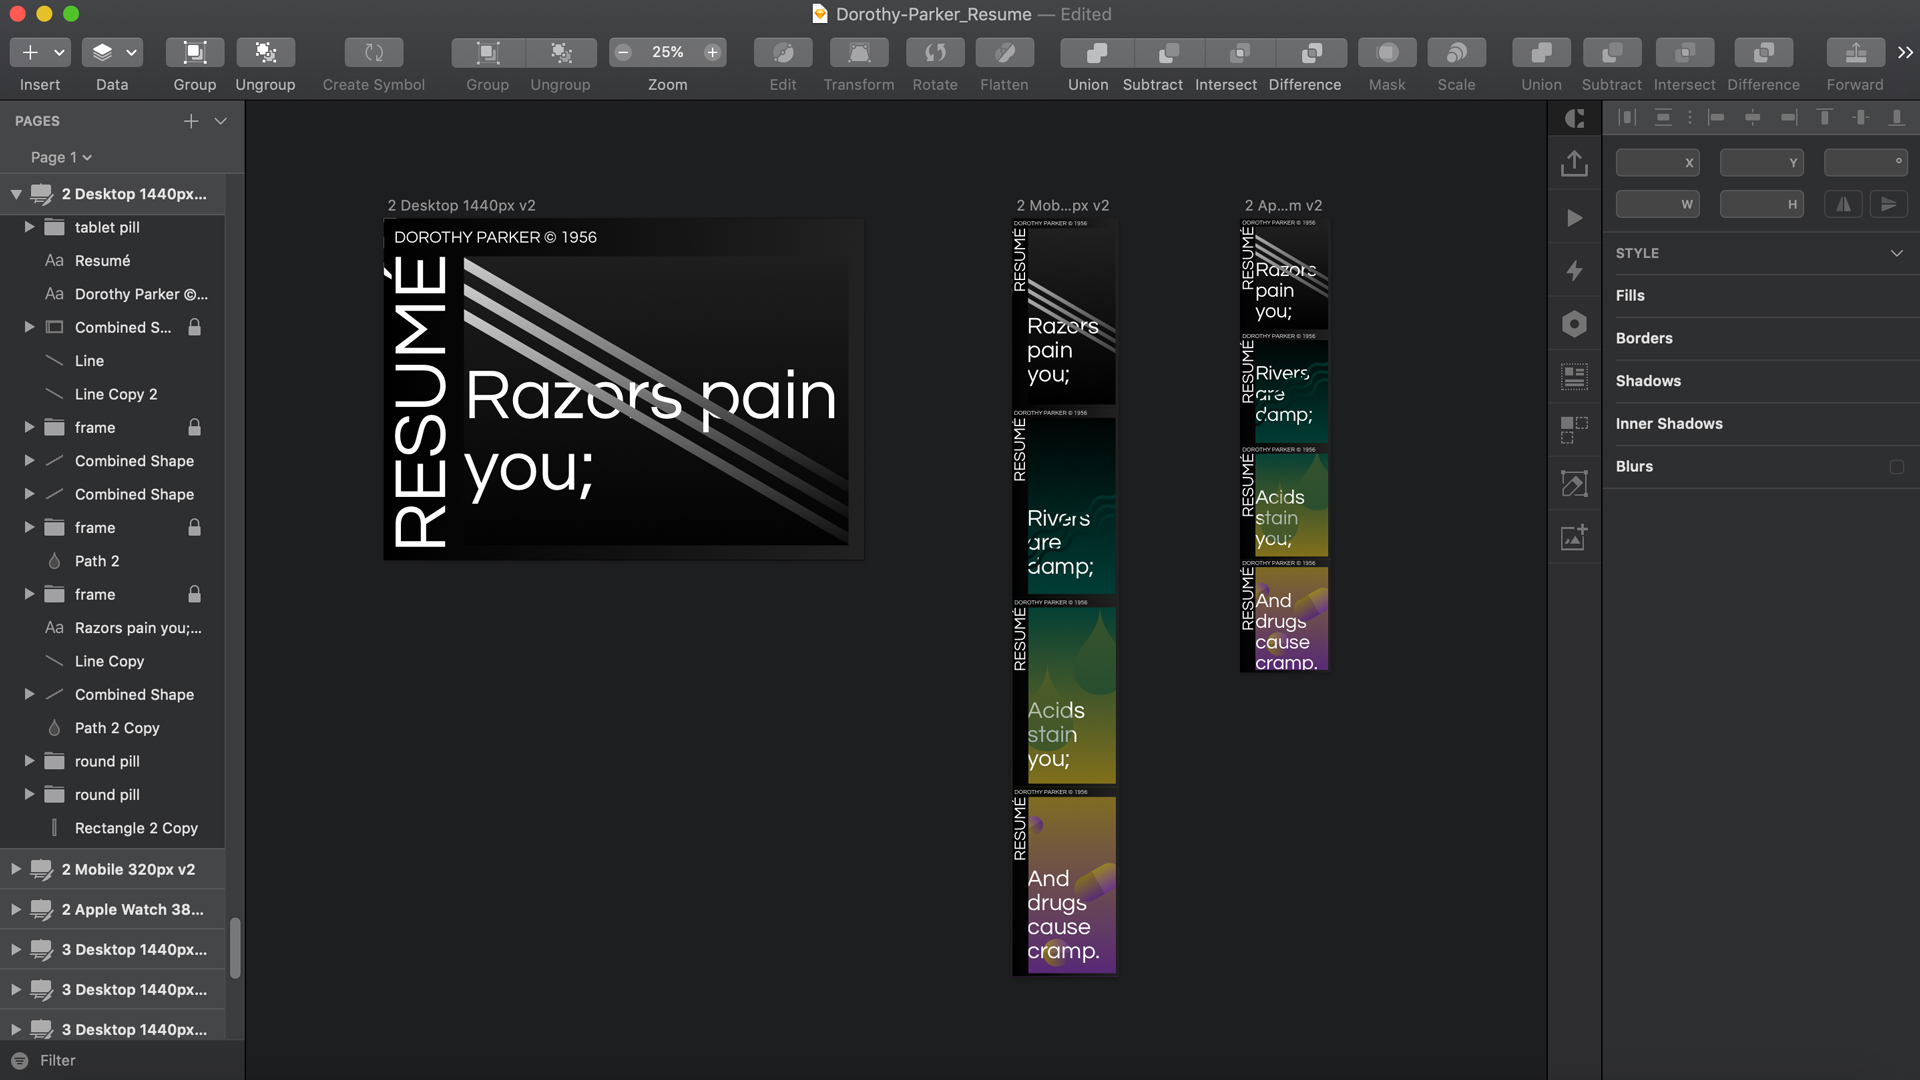 Dorothy-Parker_Resume — Edited
25%
Insert
Data
Group
Ungroup
Create Symbol
Group
Ungroup
Zoom
Edit
Transform
Rotate
Flatten
Union
Subtract
Intersect
Difference
Mask
Scale
Union
Subtract
Intersect
Difference
Forward
PAGES
Page 1
2 Desktop 1440px...
tablet pill
Aa Resumé
Aa Dorothy Parker ©...
Combined S...
Line
Line Copy 2
frame
Combined Shape
Combined Shape
frame
Path 2
frame
Aa Razors pain you;...
Line Copy
Combined Shape
Path 2 Copy
round pill
round pill
Rectangle 2 Copy
2 Mobile 320px v2
2 Apple Watch 38...
3 Desktop 1440px...
3 Desktop 1440px...
3 Desktop 1440px...
Filter
2 Desktop 1440px v2
DOROTHY PARKER © 1956
RESUMÉ
Razors pain
you;
2 Mob...px v2
DOROTHY PARKER © 1956
RESUMÉ
Razors
pain
you;
DOROTHY PARKER © 1956
RESUMÉ
Rivers
are
damp;
DOROTHY PARKER © 1956
RESUMÉ
Acids
stain
you;
DOROTHY PARKER © 1956
RESUMÉ
And
drugs
cause
cramp.
2 Ap...m v2
DOROTHY PARKER © 1956
RESUMÉ
Razors
pain
you;
DOROTHY PARKER © 1956
RESUMÉ
Rivers
are
damp;
DOROTHY PARKER © 1956
RESUMÉ
Acids
stain
you;
DOROTHY PARKER © 1956
RESUMÉ
And
drugs
cause
cramp.
X
Y
°
W
H
STYLE
Fills
Borders
Shadows
Inner Shadows
Blurs